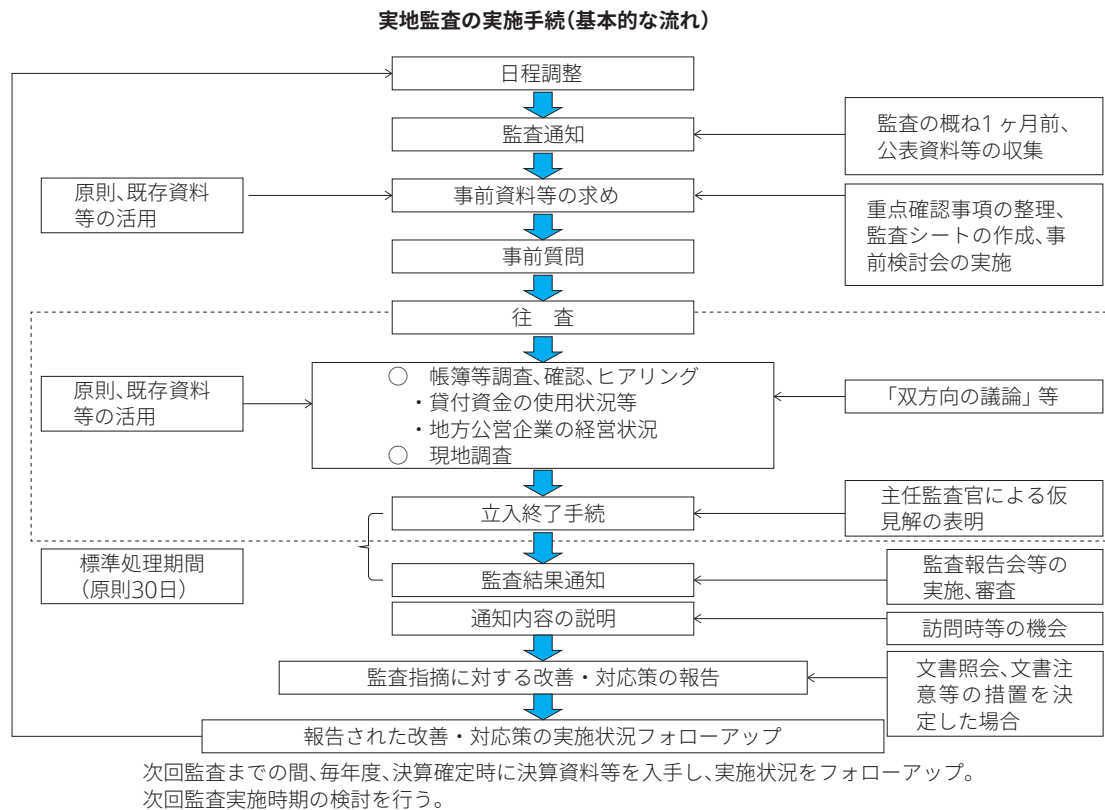 実地監査の実施手続(基本的な流れ)
日程調整
監査通知
監査の概ね1ヶ月前、
公表資料等の収集
原則、既存資料
等の活用
事前資料等の求め
重点確認事項の整理、
監査シートの作成、事
前検討会の実施
事前質問
往　査
原則、既存資料
等の活用
○　帳簿等調査、確認、ヒアリング
・貸付資金の使用状況等
・地方公営企業の経営状況
○　現地調査
「双方向の議論」等
立入終了手続
主任監査官による仮
見解の表明
標準処理期間
(原則30日)
監査結果通知
監査報告会等の
実施、審査
通知内容の説明
訪問時等の機会
監査指摘に対する改善・対応策の報告
文書照会、文書注
意等の措置を決
定した場合
報告された改善・対応策の実施状況フォローアップ
次回監査までの間、毎年度、決算確定時に決算資料等を入手し、実施状況をフォローアップ。
次回監査実施時期の検討を行う。